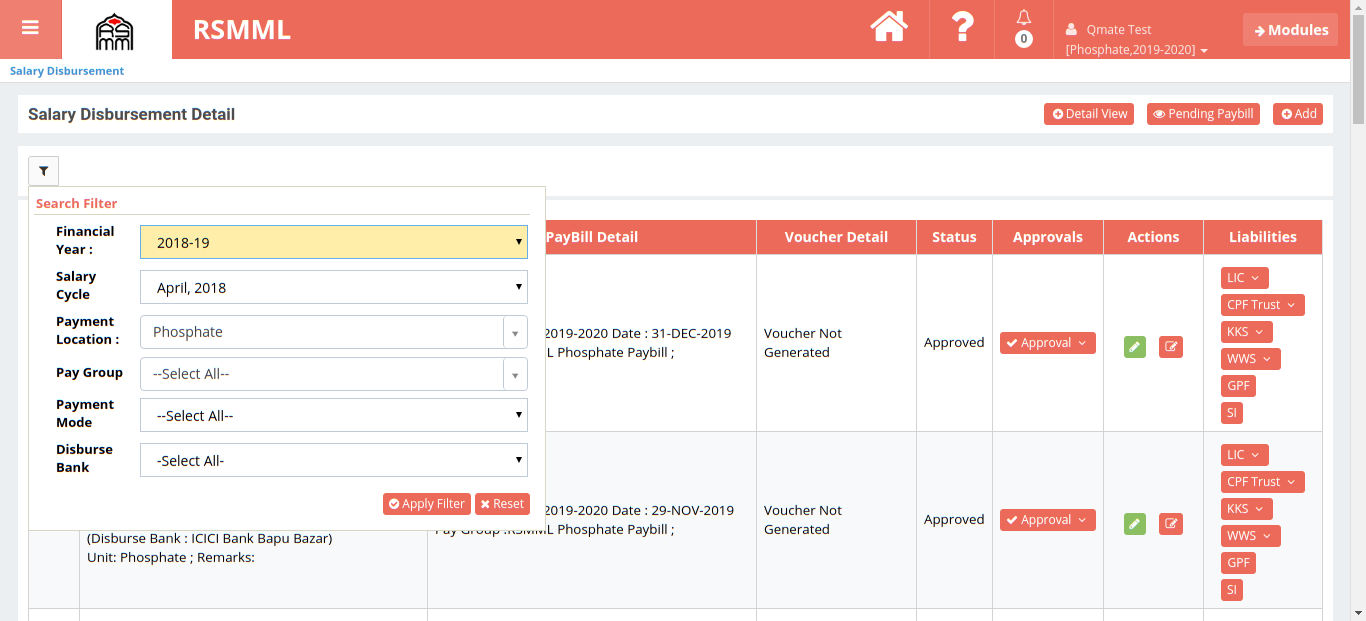 RSMM
RSMML
0
Qmate Test
[Phosphate,2019-2020]
Modules
Salary Disbursement
Salary Disbursement Detail
Detail View
Pending Paybill
Add
Search Filter
Financial
Year :
2018-19
Salary
Cycle
April, 2018
Payment
Location :
Phosphate
Pay Group
--Select All--
Payment
Mode
--Select All--
Disburse
Bank
-Select All-
Apply Filter
Reset
PayBill Detail
Voucher Detail
Status
Approvals
Actions
Liabilities
2019-2020 Date : 31-DEC-2019
L Phosphate Paybill ;
Voucher Not
Generated
Approved
Approval
LIC
CPF Trust
KKS
WWS
GPF
SI
(Disburse Bank : ICICI Bank Bapu Bazar)
Unit: Phosphate ; Remarks:
2019-2020 Date : 29-NOV-2019
Pay Group :RSMML Phosphate Paybill ;
Voucher Not
Generated
Approved
Approval
LIC
CPF Trust
KKS
WWS
GPF
SI